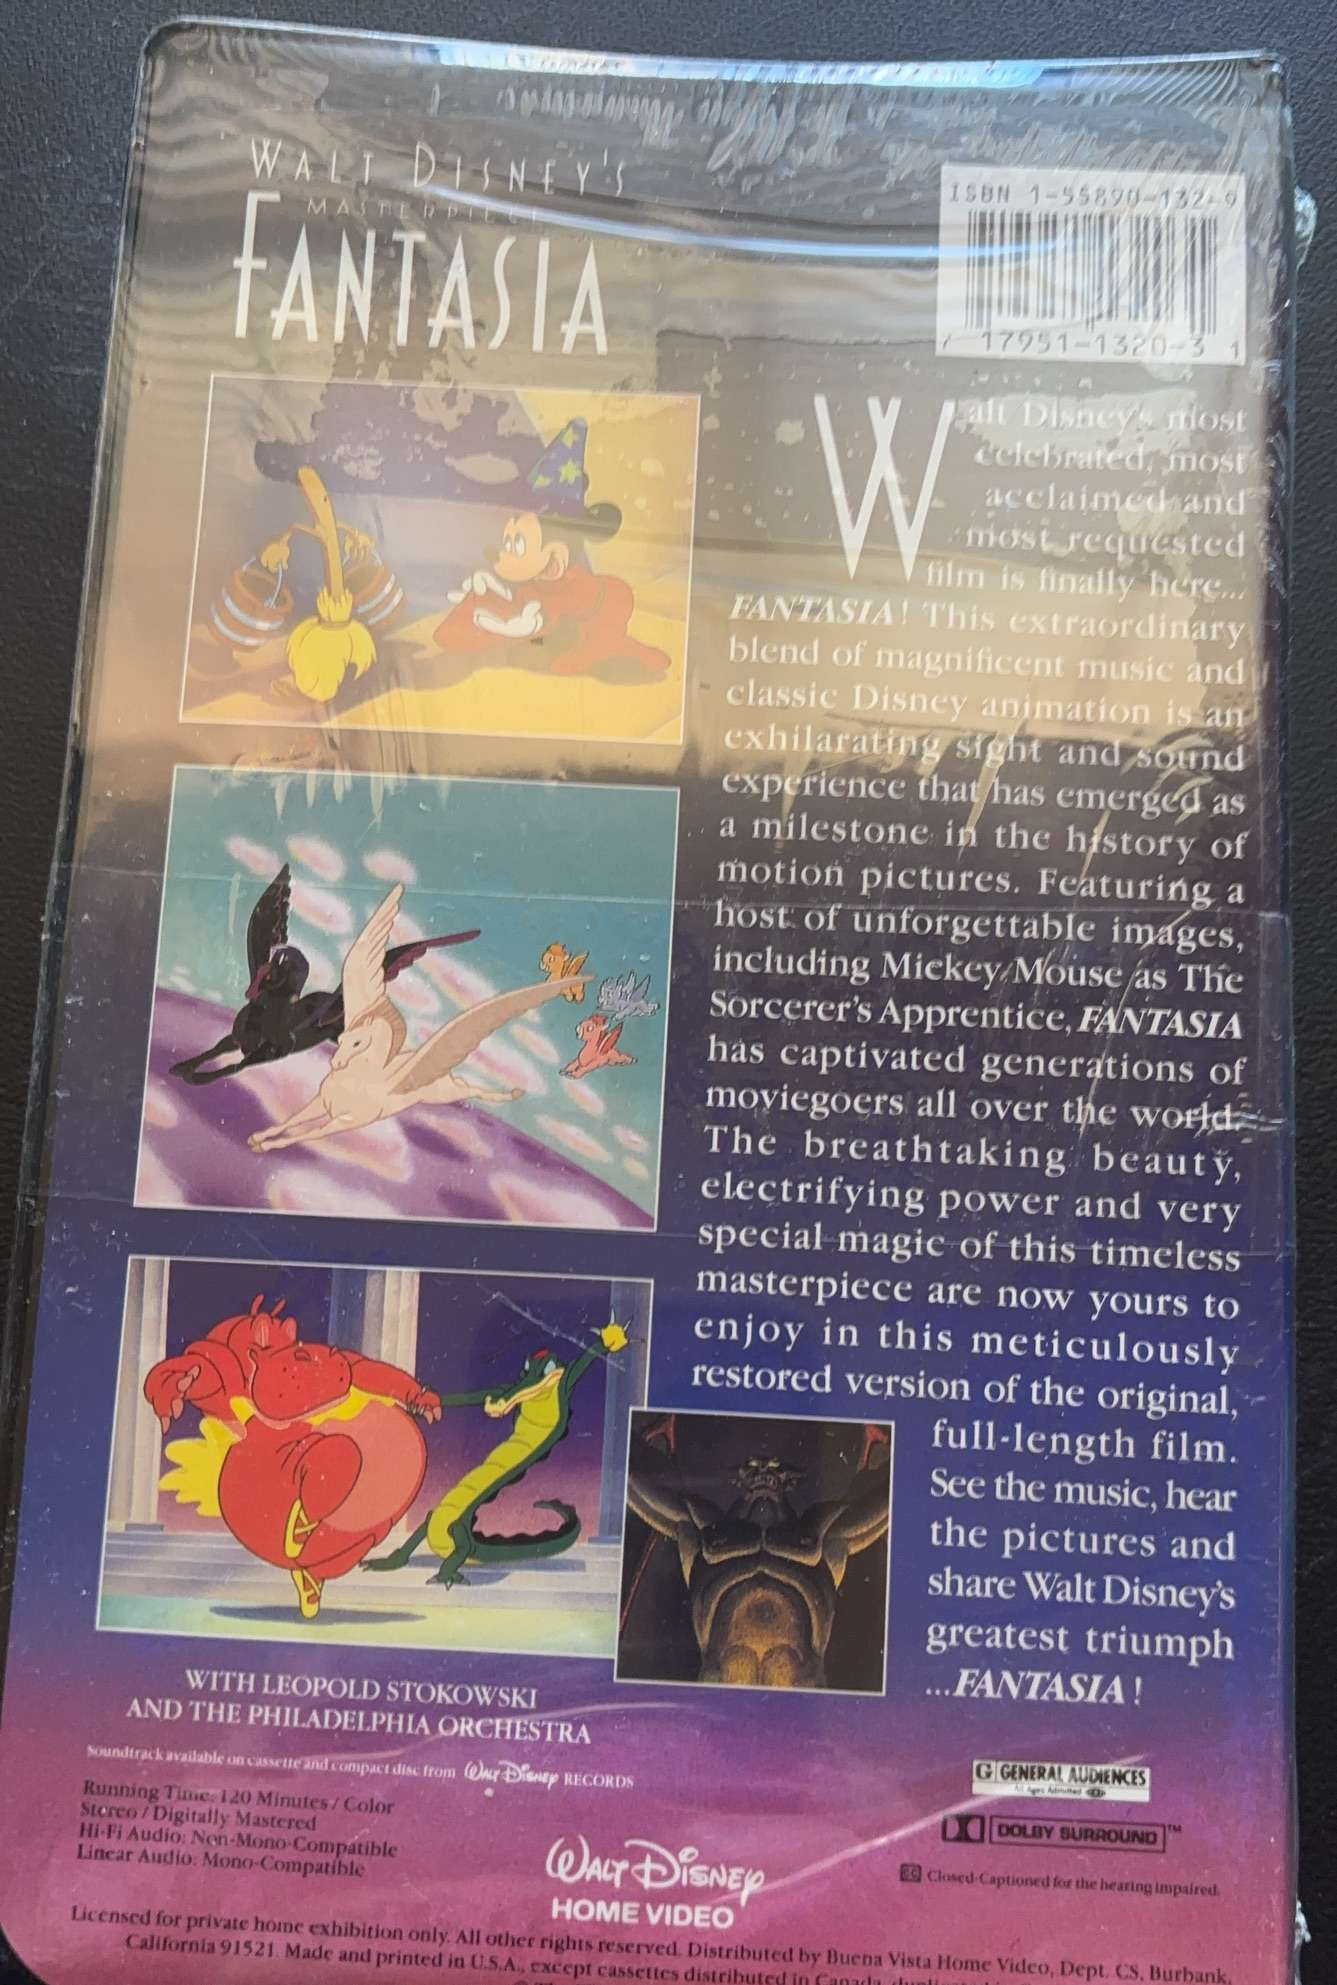 WALT DISNEY'S
MASTERPIECE
FANTASIA
ISBN 1-55890-132-9
7 17951-1320-3 1
Walt Disney's most
celebrated, most
acclaimed and
most requested
film is finally here...
FANTASIA! This extraordinary
blend of magnificent music and
classic Disney animation is an
exhilarating sight and sound
experience that has emerged as
a milestone in the history of
motion pictures. Featuring a
host of unforgettable images,
including Mickey Mouse as The
Sorcerer's Apprentice, FANTASIA
has captivated generations of
moviegoers all over the world.
The breathtaking beauty,
electrifying power and very
special magic of this timeless
masterpiece are now yours to
enjoy in this meticulously
restored version of the original,
full-length film.
See the music, hear
the pictures and
share Walt Disney's
greatest triumph
...FANTASIA!
WITH LEOPOLD STOKOWSKI
AND THE PHILADELPHIA ORCHESTRA
Soundtrack available on cassette and compact disc from Walt Disney RECORDS
Running Time: 120 Minutes / Color
Stereo / Digitally Mastered
Hi-Fi Audio: Non-Mono-Compatible
Linear Audio: Mono-Compatible
Walt Disney
HOME VIDEO
G GENERAL AUDIENCES
All Ages Admitted
DOLBY SURROUND TM
CC Closed-Captioned for the hearing impaired.
Licensed for private home exhibition only. All other rights reserved. Distributed by Buena Vista Home Video, Dept. CS, Burbank,
California 91521. Made and printed in U.S.A., except cassettes distributed in Canada,